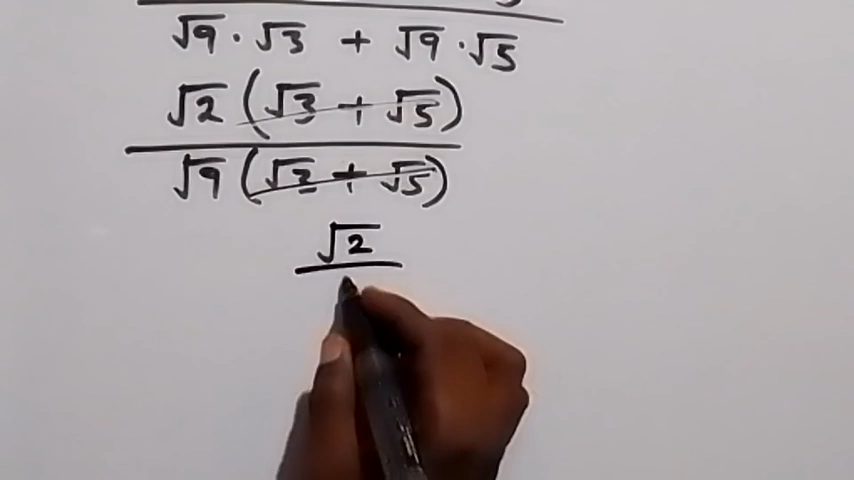 √9 · √3 + √9 · √5
√2 (√3 + √5)
√9 (√3 + √5)
√2